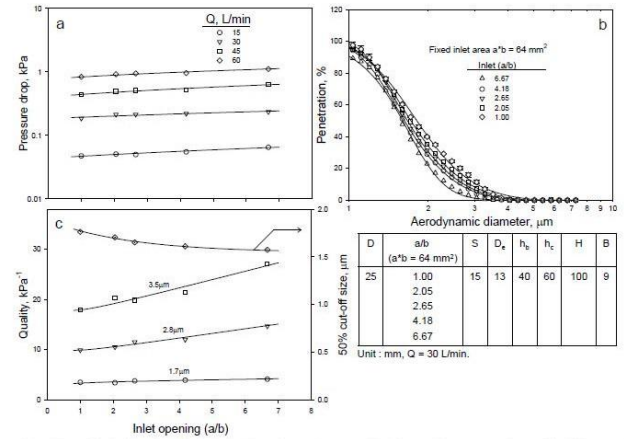 a
Q, L/min
15
30
45
60
Pressure drop, kPa
10
1
0.1
0.01
b
Fixed inlet area a*b = 64 mm²
Inlet (a/b)
6.67
4.18
2.65
2.05
1.00
Penetration, %
120
100
80
60
40
20
0
1 2 3 4 5 6 7 8 9 10
Aerodynamic diameter, μm
c
Quality, kPa⁻¹
30
20
10
0
3.5μm
2.8μm
1.7μm
2.0
1.5
1.0
0.5
0.0
50% cut-off size, μm
0 1 2 3 4 5 6 7 8
Inlet opening (a/b)
D a/b S Dₑ h_b h_c H B
(a*b= 64 mm²)
25 1.00 15 13 40 60 100 9
2.05
2.65
4.18
6.67
Unit : mm, Q = 30 L/min.